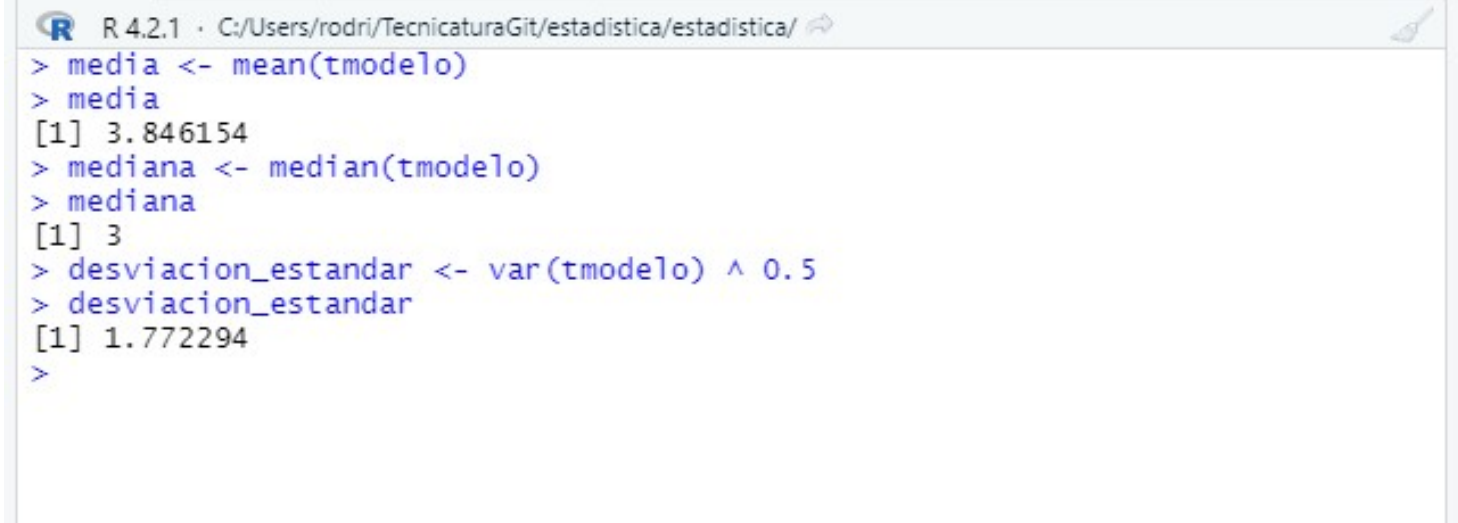 R R 4.2.1 · C:/Users/rodri/TecnicaturaGit/estadistica/estadistica/
> media <- mean(tmodelo)
> media
[1] 3.846154
> mediana <- median(tmodelo)
> mediana
[1] 3
> desviacion_estandar <- var(tmodelo) ^ 0.5
> desviacion_estandar
[1] 1.772294
>